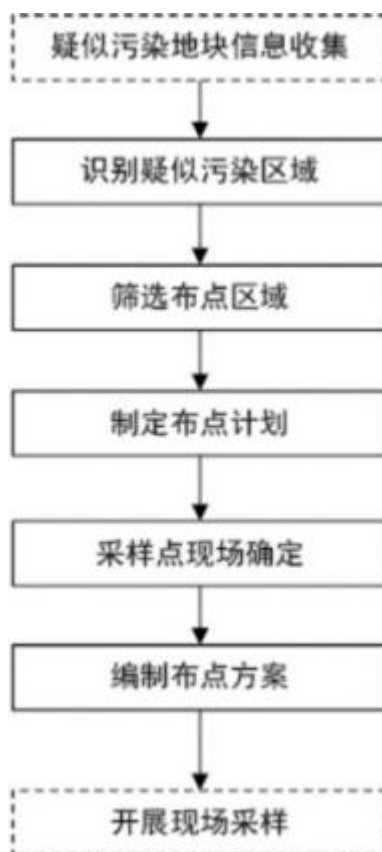 疑似污染地块信息收集
识别疑似污染区域
筛选布点区域
制定布点计划
采样点现场确定
编制布点方案
开展现场采样